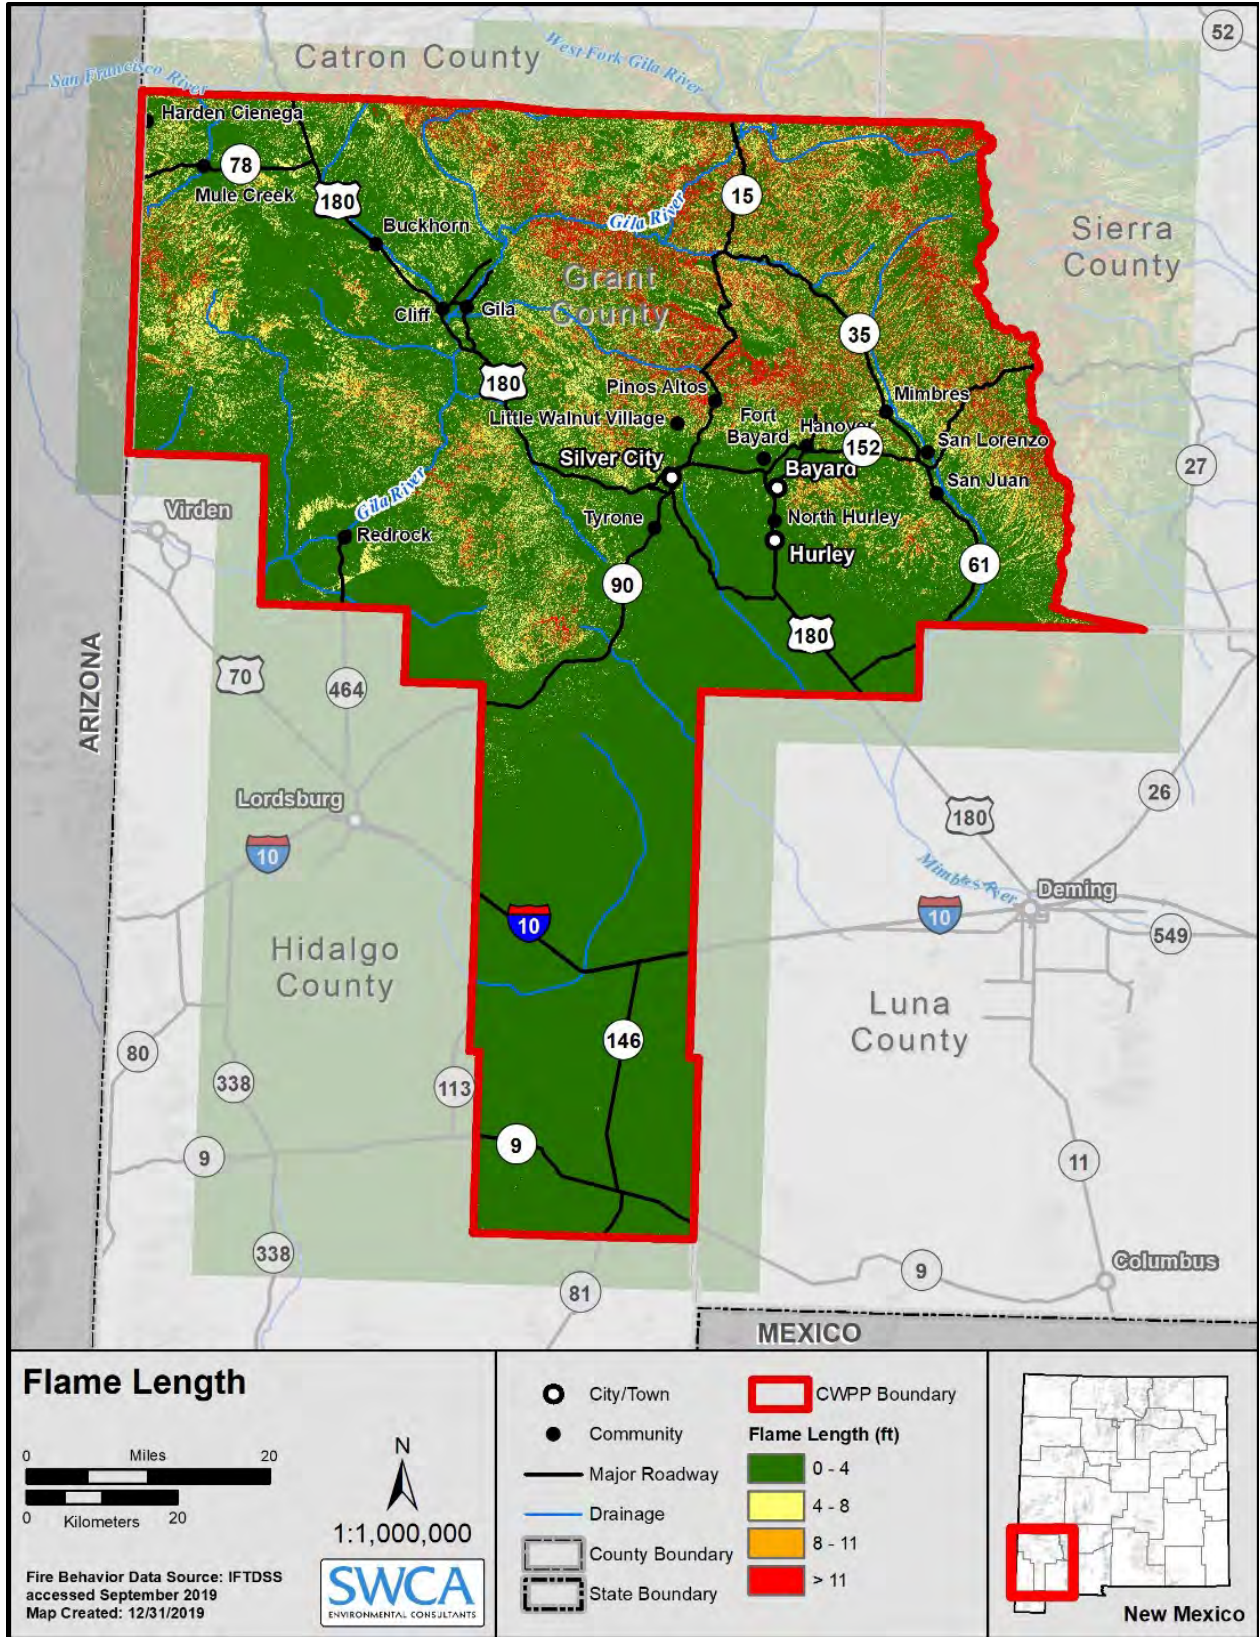 52
Catron County
West Fork Gila River
San Francisco River
Harden Cienega
78
Mule Creek
180
15
Gila River
Buckhorn
Sierra
County
Grant
County
Cliff
Gila
35
180
Pinos Altos
Mimbres
Little Walnut Village
Fort
Bayard
Hanover
152
San Lorenzo
Silver City
Bayard
27
San Juan
Gila River
Virden
Tyrone
North Hurley
Redrock
Hurley
61
90
180
ARIZONA
70
464
Lordsburg
26
10
180
Mimbres River
Deming
10
10
549
Hidalgo
County
Luna
County
146
80
338
113
9
9
11
338
81
9
Columbus
MEXICO
Flame Length
0 Miles 20
0 Kilometers 20
N
1:1,000,000
Fire Behavior Data Source: IFTDSS
accessed September 2019
Map Created: 12/31/2019
SWCA
ENVIRONMENTAL CONSULTANTS
City/Town
Community
Major Roadway
Drainage
County Boundary
State Boundary
CWPP Boundary
Flame Length (ft)
0 - 4
4 - 8
8 - 11
> 11
New Mexico